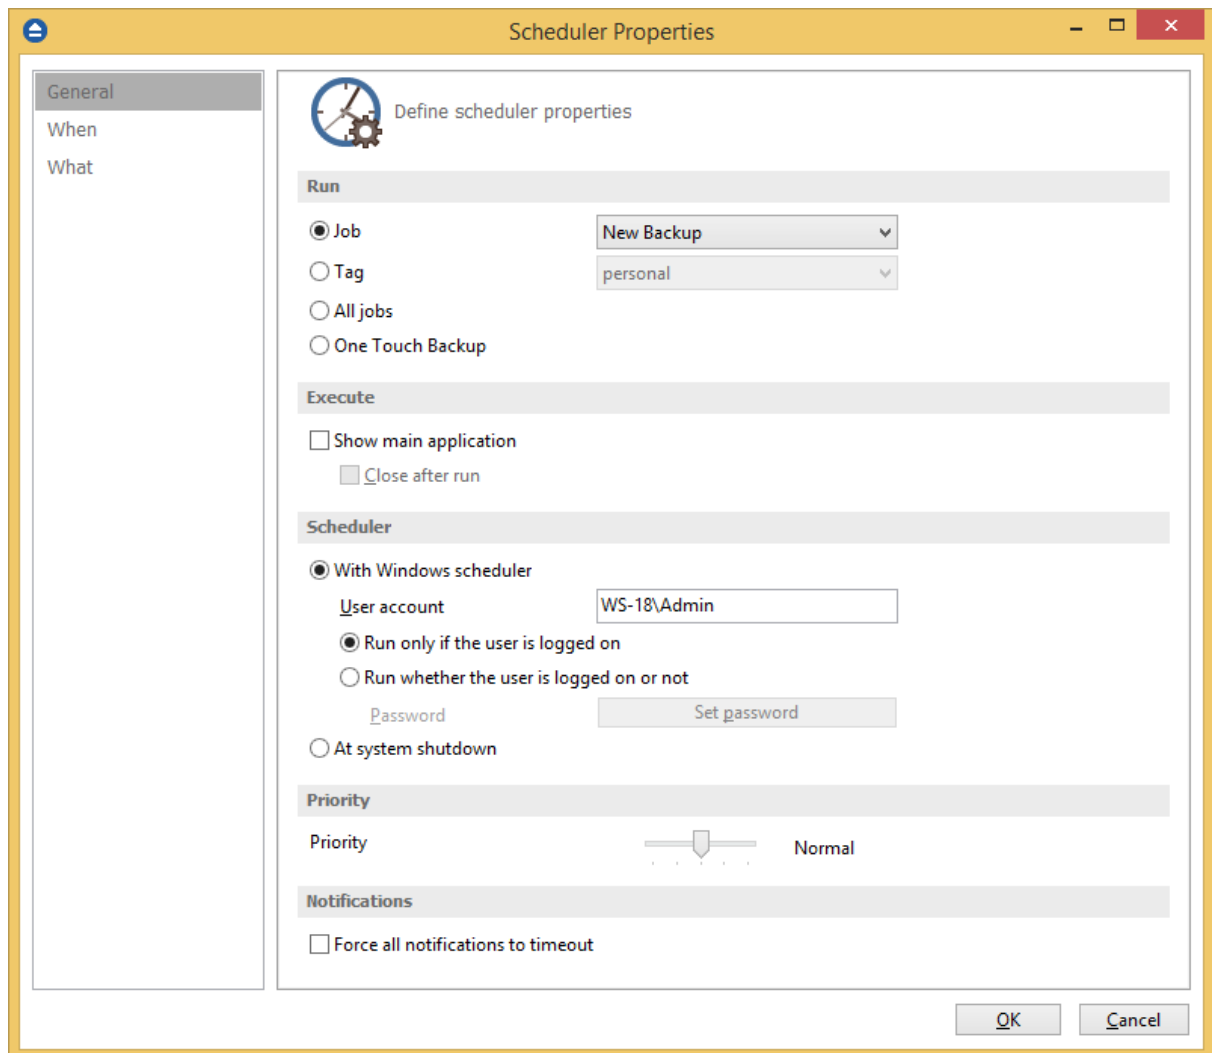 Scheduler Properties
General
When
What
Define scheduler properties
Run
Job New Backup
Tag personal
All jobs
One Touch Backup
Execute
Show main application
Close after run
Scheduler
With Windows scheduler
User account WS-18\Admin
Run only if the user is logged on
Run whether the user is logged on or not
Password Set password
At system shutdown
Priority
Priority Normal
Notifications
Force all notifications to timeout
OK Cancel